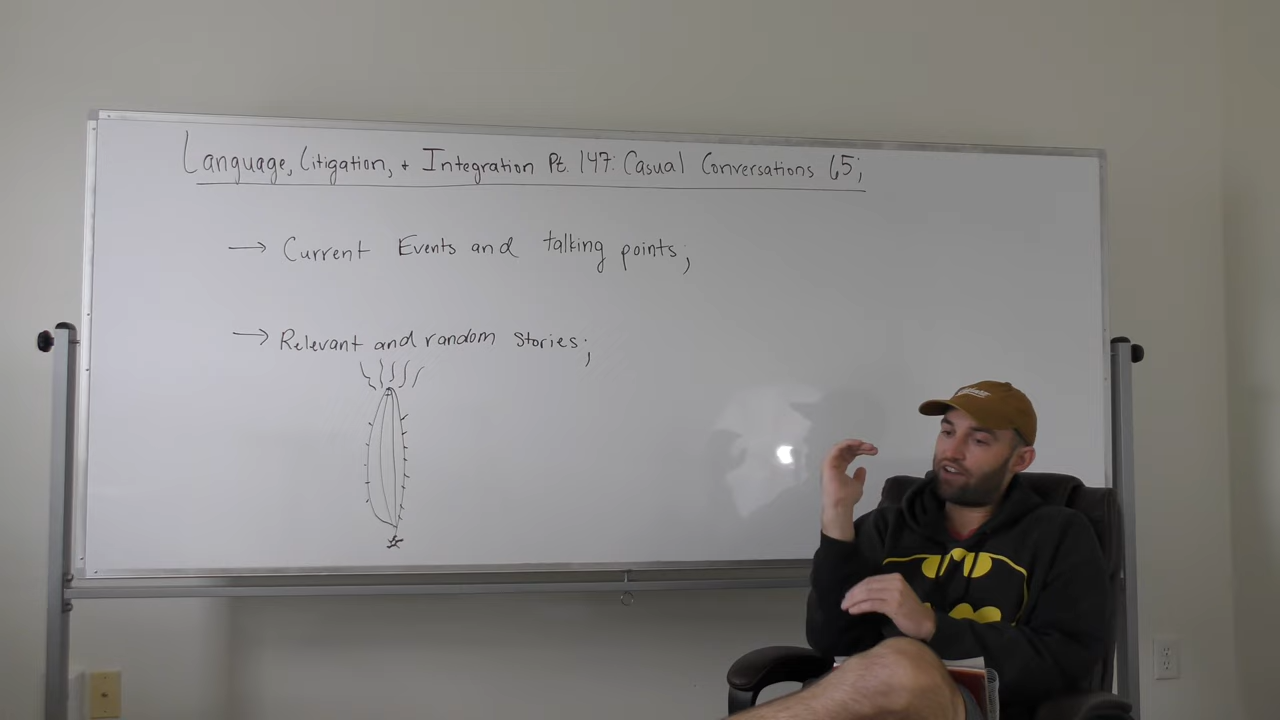 Language, Litigation, + Integration Pt. 147: Casual Conversations 65;
→ Current Events and talking points;
→ Relevant and random stories;